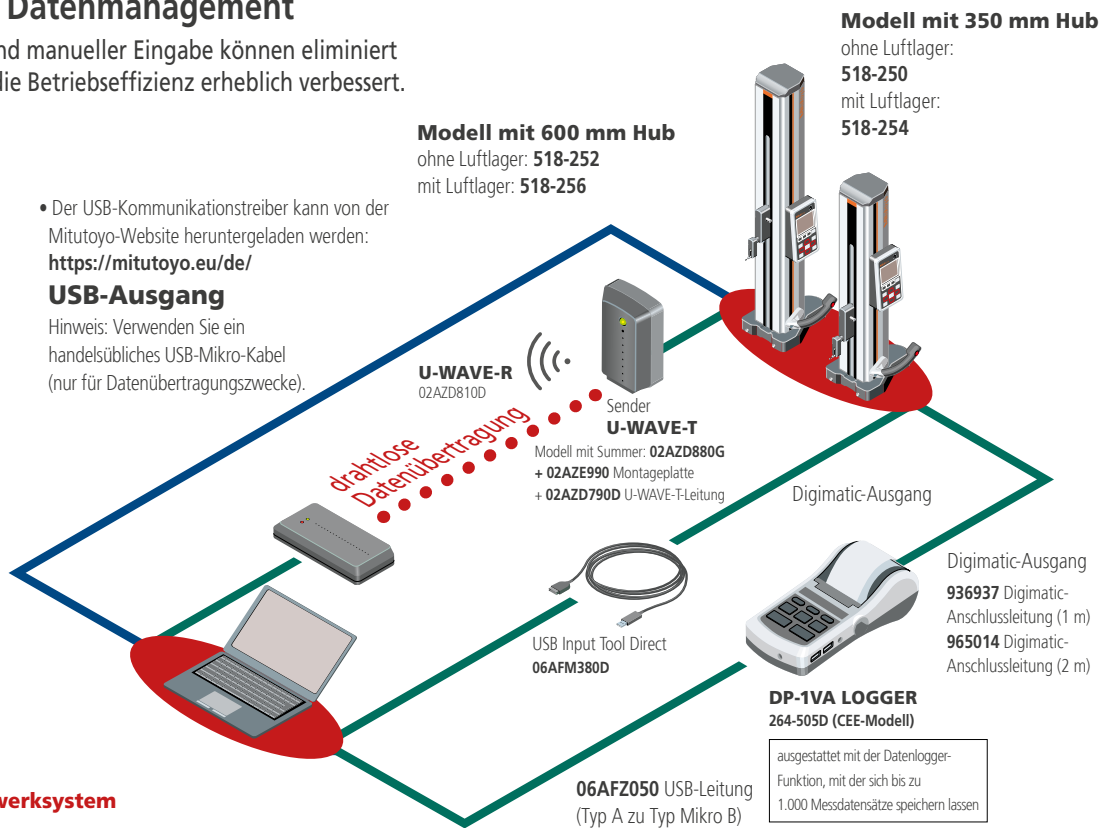 Datenmanagement
nd manueller Eingabe können eliminiert
die Betriebseffizienz erheblich verbessert.
Modell mit 350 mm Hub
ohne Luftlager:
518-250
mit Luftlager:
518-254
Modell mit 600 mm Hub
ohne Luftlager: 518-252
mit Luftlager: 518-256
• Der USB-Kommunikationstreiber kann von der
Mitutoyo-Website heruntergeladen werden:
https://mitutoyo.eu/de/
USB-Ausgang
Hinweis: Verwenden Sie ein
handelsübliches USB-Mikro-Kabel
(nur für Datenübertragungszwecke).
U-WAVE-R
02AZD810D
drahtlose
Datenübertragung
Sender
U-WAVE-T
Modell mit Summer: 02AZD880G
+ 02AZE990 Montageplatte
+ 02AZD790D U-WAVE-T-Leitung
Digimatic-Ausgang
USB Input Tool Direct
06AFM380D
Digimatic-Ausgang
936937 Digimatic-
Anschlussleitung (1 m)
965014 Digimatic-
Anschlussleitung (2 m)
DP-1VA LOGGER
264-505D (CEE-Modell)
ausgestattet mit der Datenlogger-
Funktion, mit der sich bis zu
1.000 Messdatensätze speichern lassen
06AFZ050 USB-Leitung
(Typ A zu Typ Mikro B)
werksystem